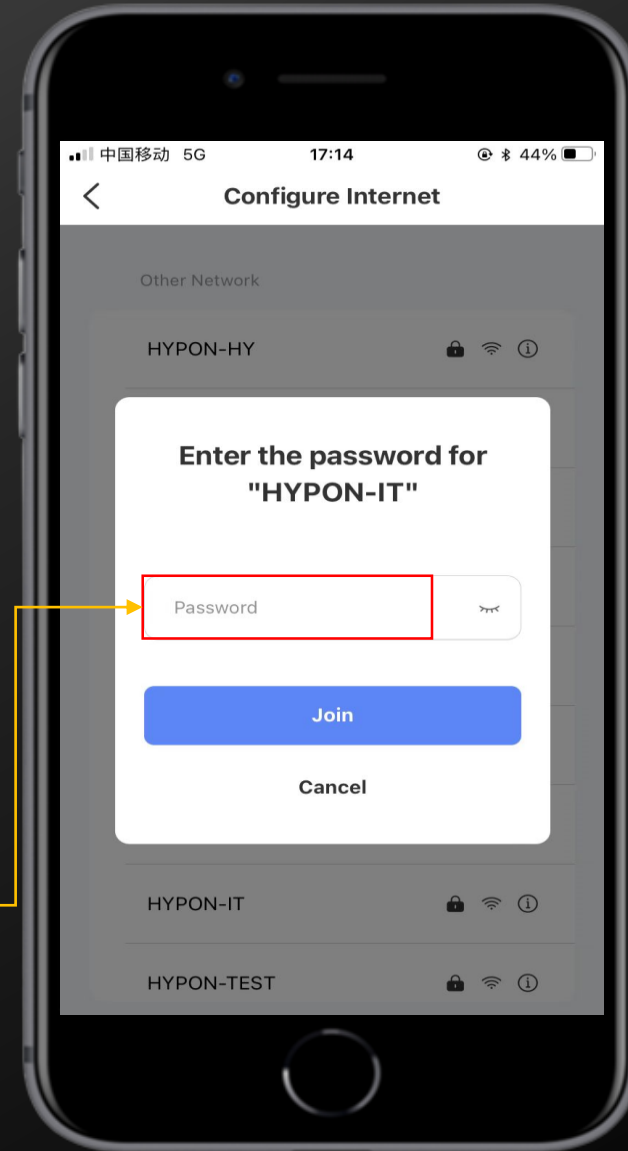 中国移动 5G 17:14 44%
Configure Internet
Other Network
HYPON-HY
Enter the password for
"HYPON-IT"
Password
Join
Cancel
HYPON-IT
HYPON-TEST